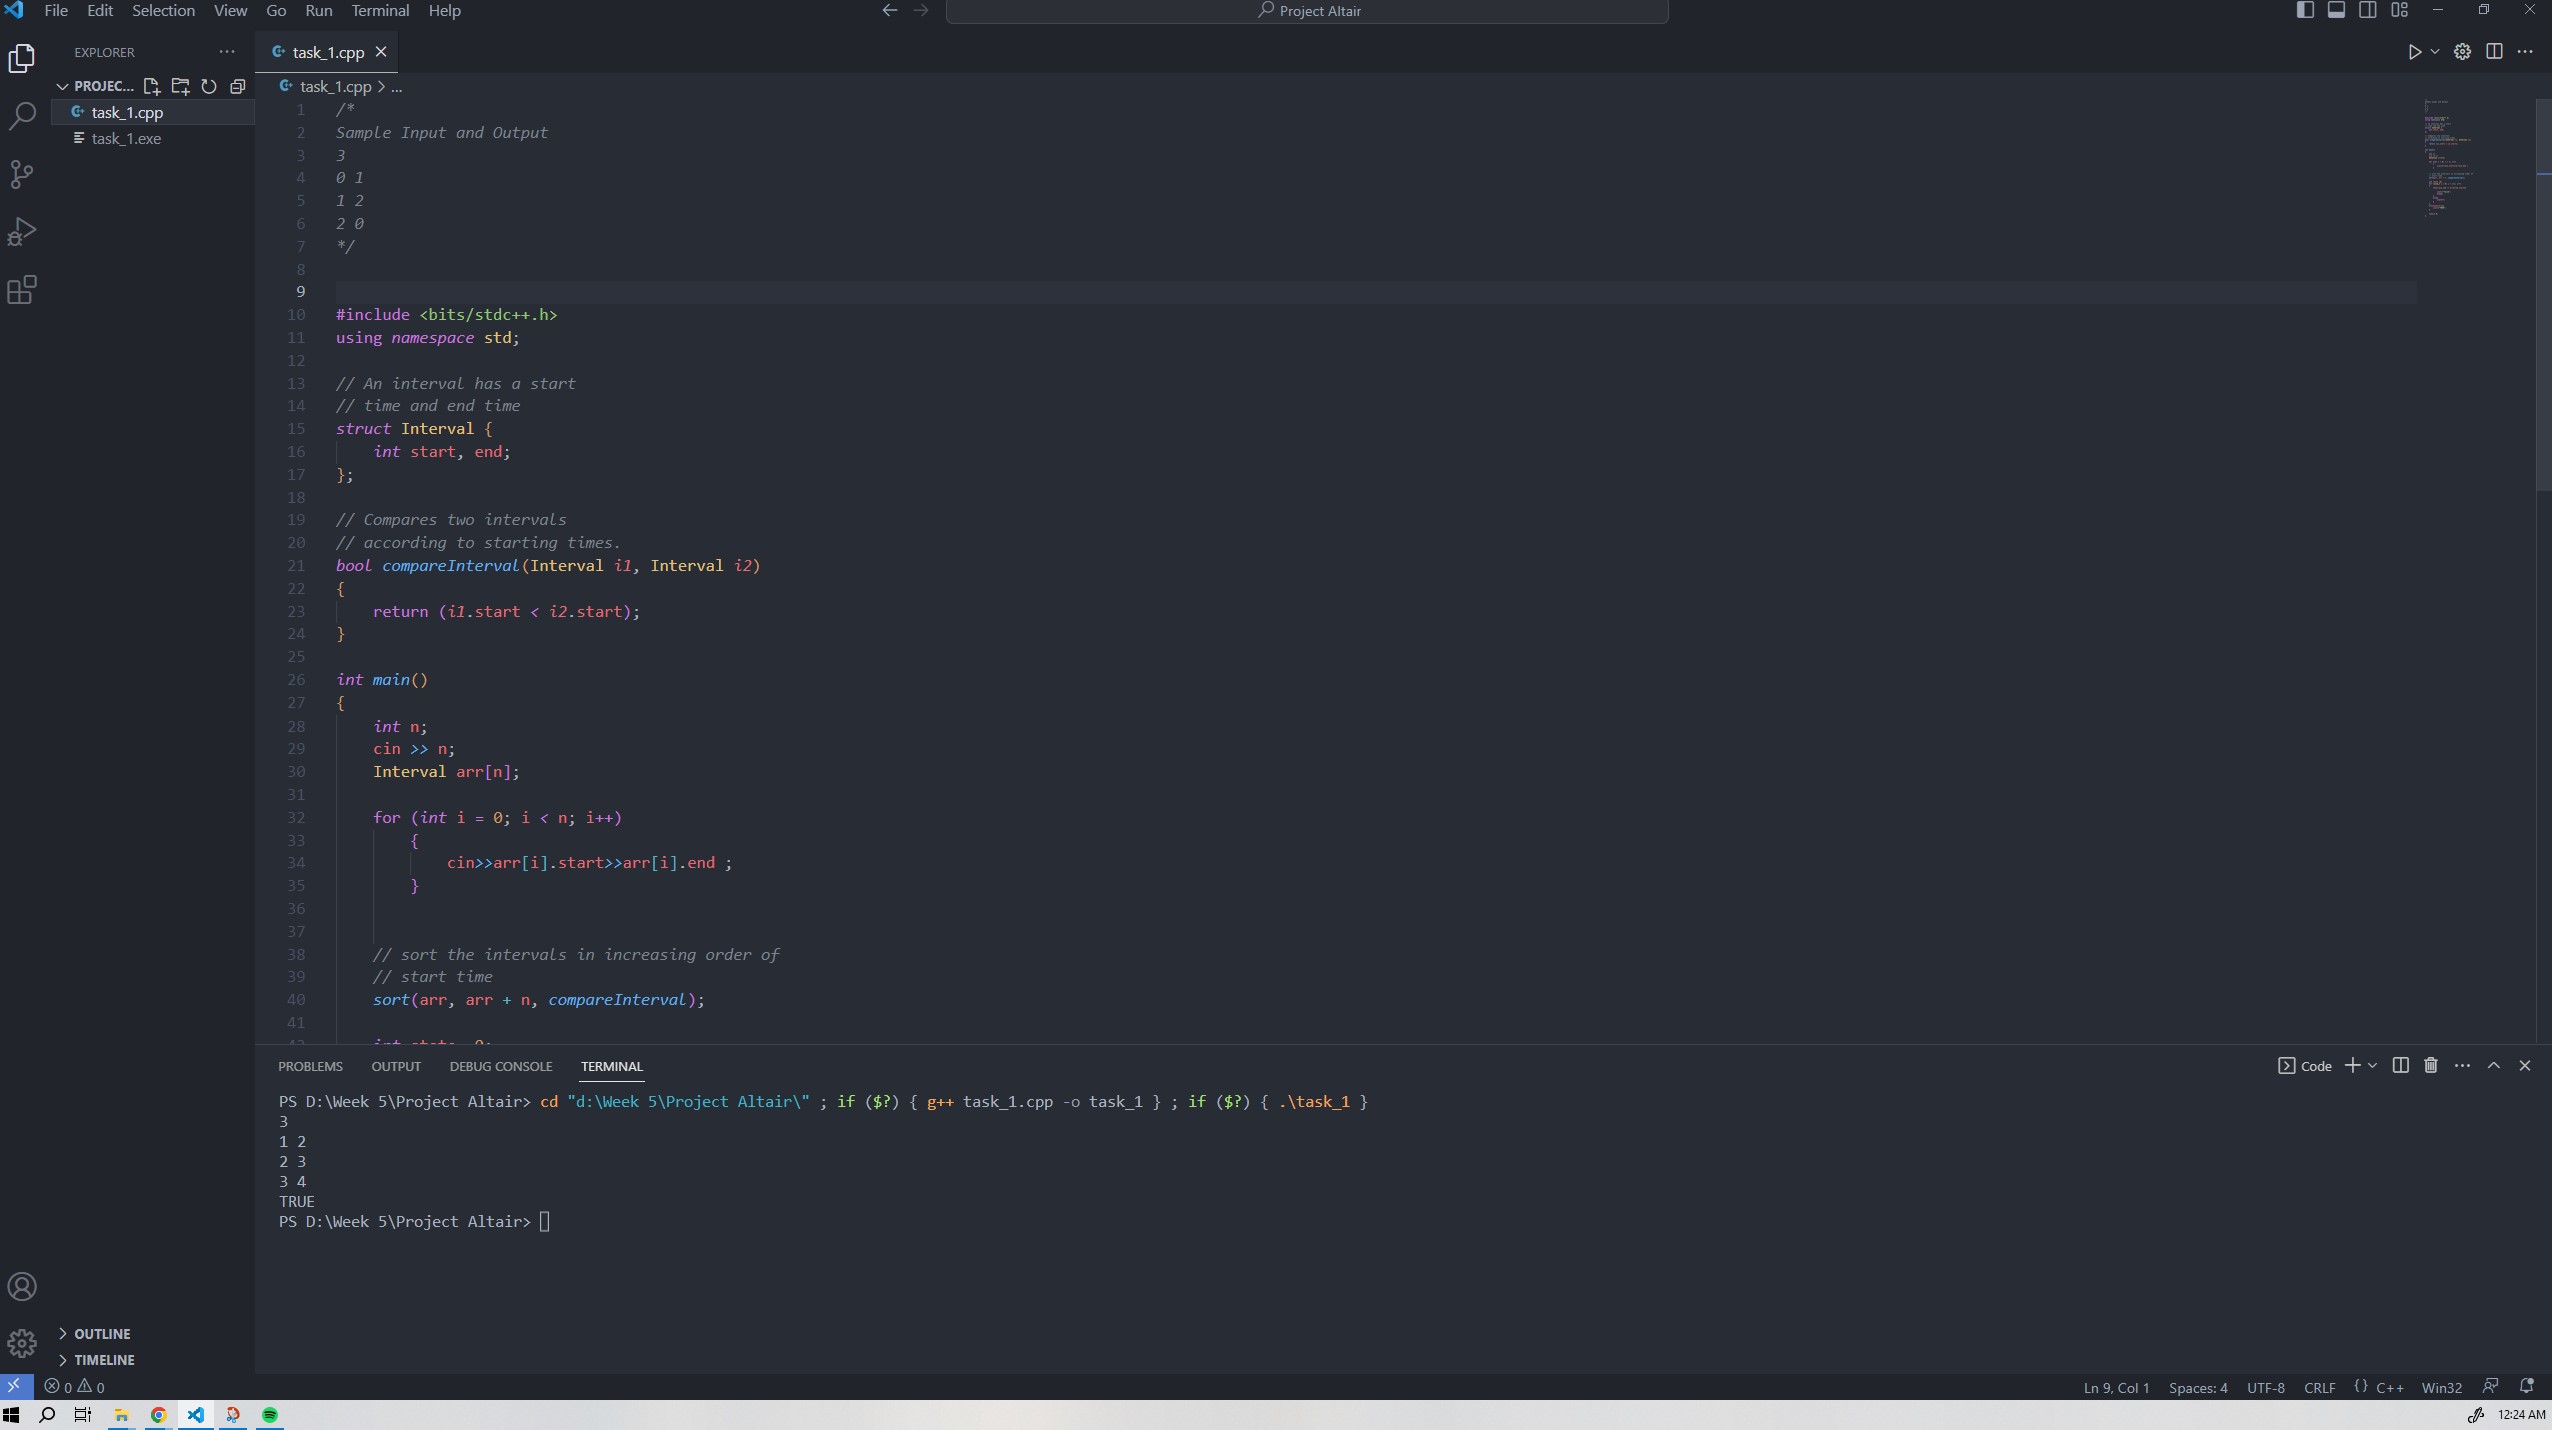 File Edit Selection View Go Run Terminal Help
Project Altair
EXPLORER
PROJEC...
task_1.cpp
task_1.exe
OUTLINE
TIMELINE
task_1.cpp
task_1.cpp > ...
1 /*
2 Sample Input and Output
3 3
4 0 1
5 1 2
6 2 0
7 */
8
9
10 #include <bits/stdc++.h>
11 using namespace std;
12
13 // An interval has a start
14 // time and end time
15 struct Interval {
16 int start, end;
17 };
18
19 // Compares two intervals
20 // according to starting times.
21 bool compareInterval(Interval i1, Interval i2)
22 {
23 return (i1.start < i2.start);
24 }
25
26 int main()
27 {
28 int n;
29 cin >> n;
30 Interval arr[n];
31
32 for (int i = 0; i < n; i++)
33 {
34 cin>>arr[i].start>>arr[i].end ;
35 }
36
37
38 // sort the intervals in increasing order of
39 // start time
40 sort(arr, arr + n, compareInterval);
41
PROBLEMS OUTPUT DEBUG CONSOLE TERMINAL
Code
PS D:\Week 5\Project Altair> cd "d:\Week 5\Project Altair\" ; if ($?) { g++ task_1.cpp -o task_1 } ; if ($?) { .\task_1 }
3
1 2
2 3
3 4
TRUE
PS D:\Week 5\Project Altair>
0 0
Ln 9, Col 1 Spaces: 4 UTF-8 CRLF {} C++ Win32
12:24 AM